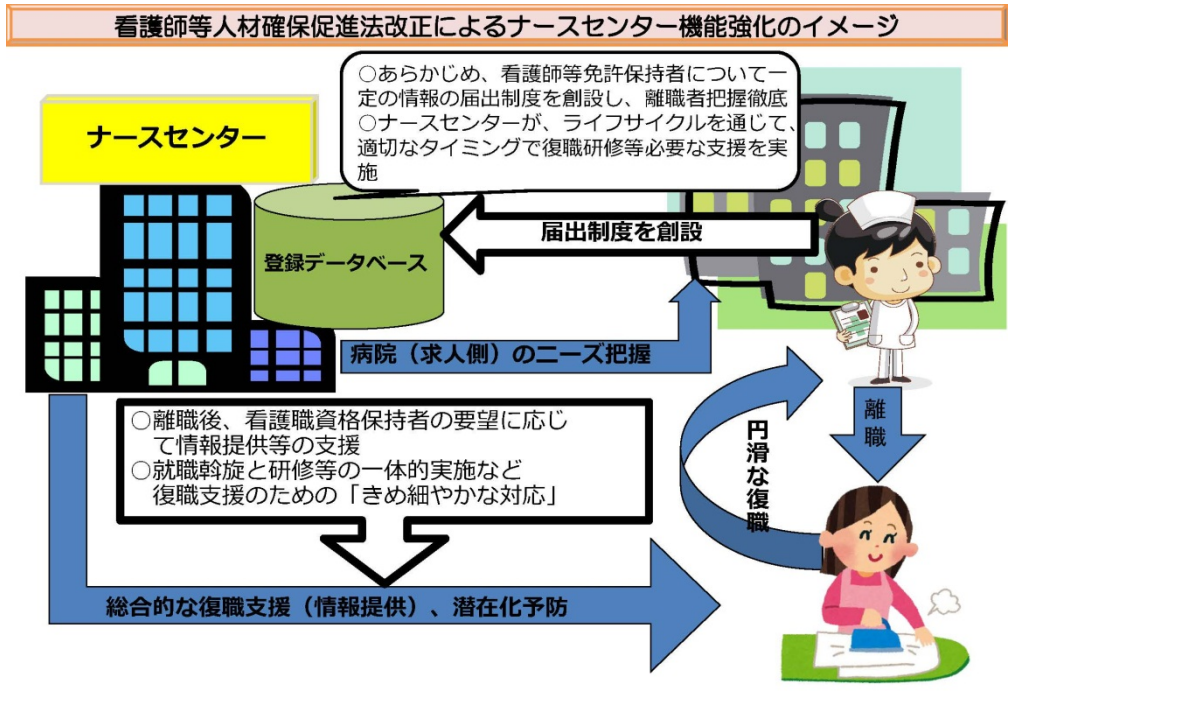 看護師等人材確保促進法改正によるナースセンター機能強化のイメージ
○あらかじめ、看護師等免許保持者について一
定の情報の届出制度を創設し、離職者把握徹底
○ナースセンターが、ライフサイクルを通じて、
適切なタイミングで復職研修等必要な支援を実
施
ナースセンター
登録データベース
届出制度を創設
病院（求人側）のニーズ把握
○離職後、看護職資格保持者の要望に応じ
て情報提供等の支援
○就職斡旋と研修等の一体的実施など
復職支援のための「きめ細やかな対応」
円滑な復職
離
職
総合的な復職支援（情報提供）、潜在化予防